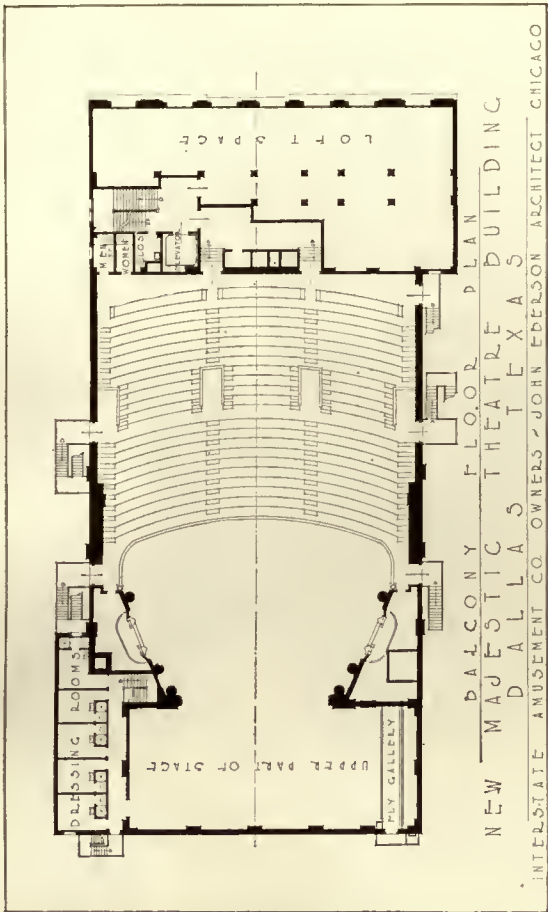 LOFT SPACE
MEN
WOMEN
CLOS
ELEVATOR
DRESSING ROOMS
UPPER PART OF STAGE
FLY GALLERY
BALCONY FLOOR PLAN
NEW MAJESTIC THEATRE BUILDING
DALLAS TEXAS
INTERSTATE AMUSEMENT CO. OWNERS - JOHN EBERSON ARCHITECT CHICAGO